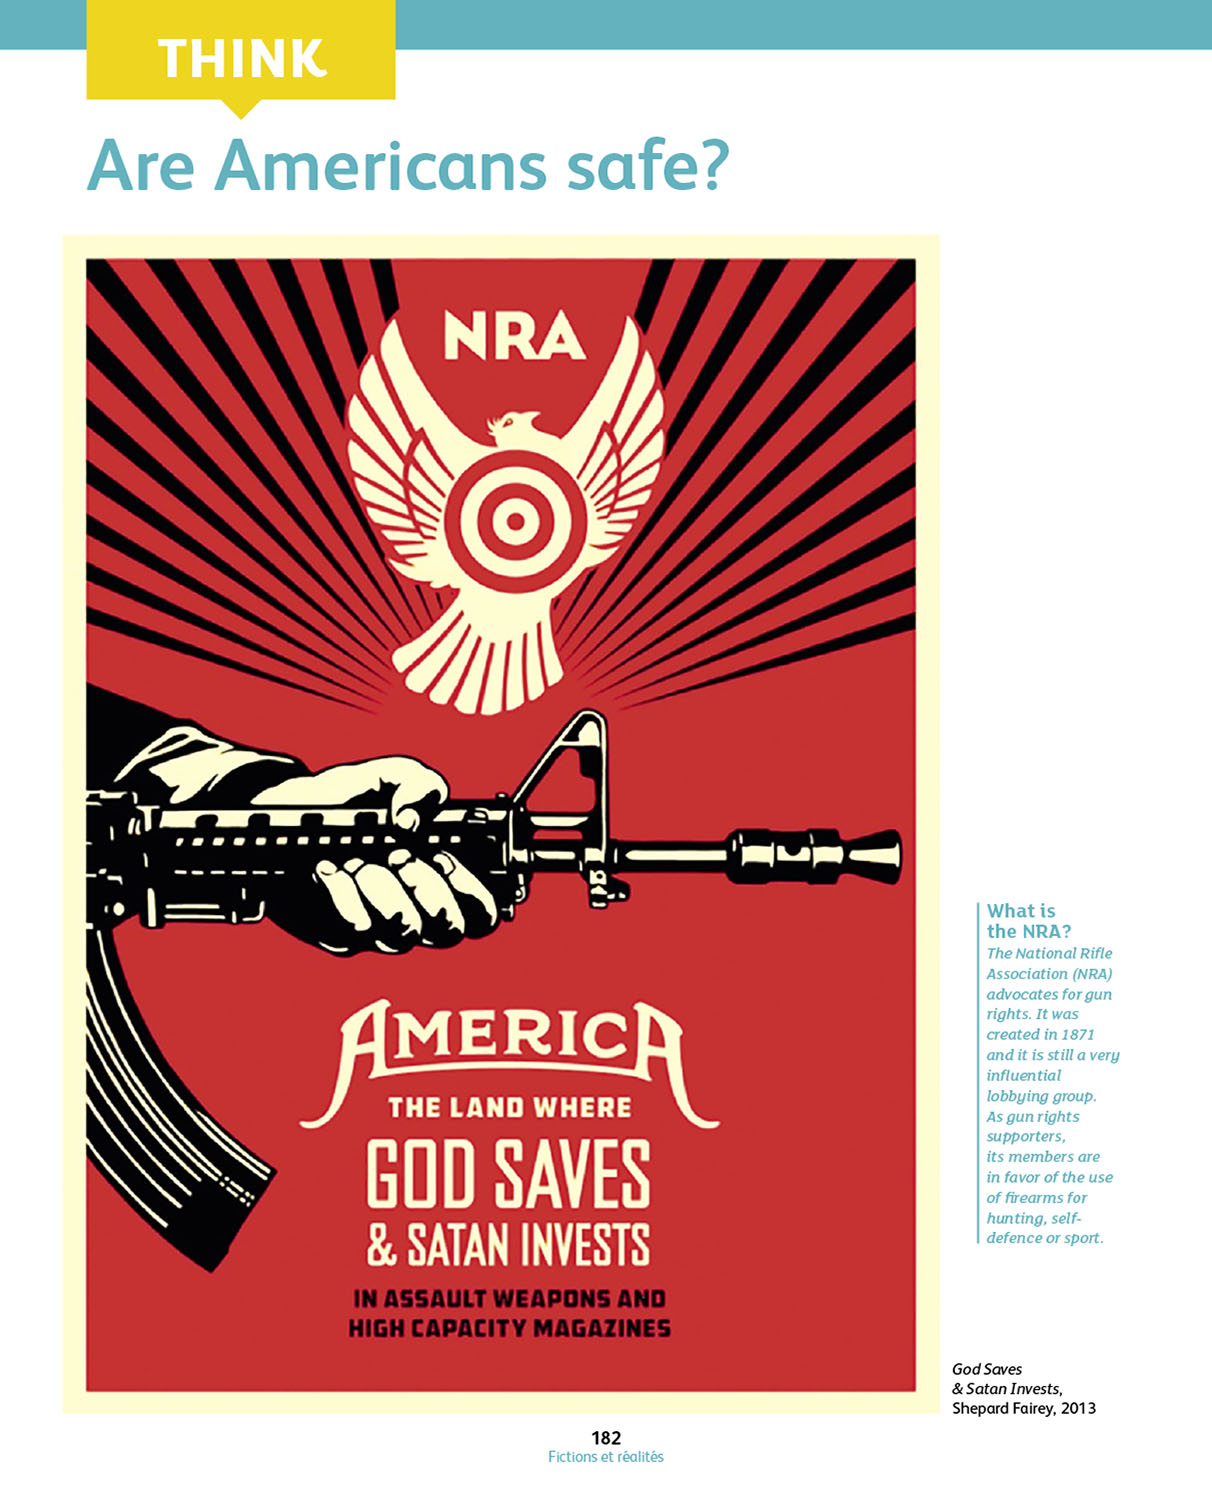 THINK
Are Americans safe?
NRA
AMERICA
THE LAND WHERE
GOD SAVES
& SATAN INVESTS
IN ASSAULT WEAPONS AND
HIGH CAPACITY MAGAZINES
What is
the NRA?
The National Rifle
Association (NRA)
advocates for gun
rights. It was
created in 1871
and it is still a very
influential
lobbying group.
As gun rights
supporters,
its members are
in favor of the use
of firearms for
hunting, self-
defence or sport.
God Saves
& Satan Invests,
Shepard Fairey, 2013
182
Fictions et réalités